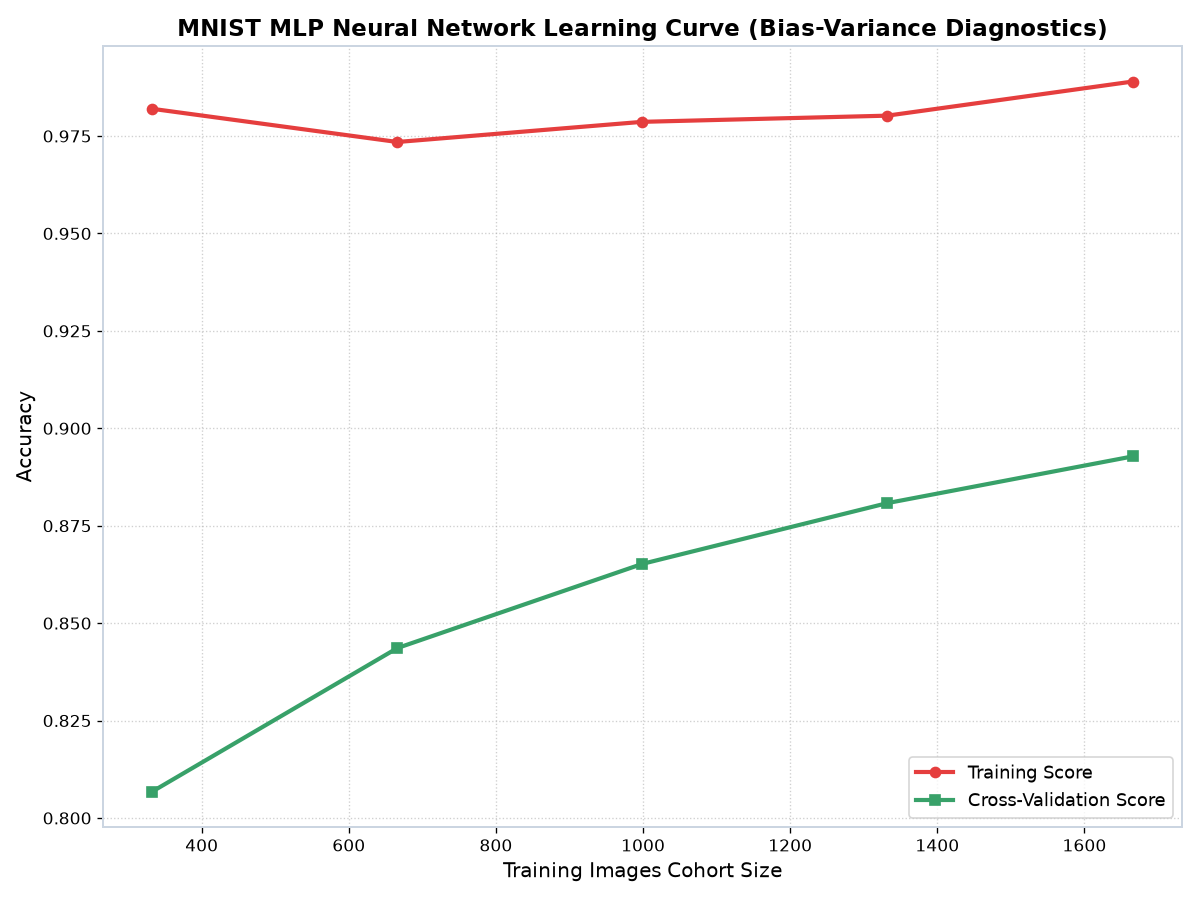 MNIST MLP Neural Network Learning Curve (Bias-Variance Diagnostics)
Accuracy
0.975
0.950
0.925
0.900
0.875
0.850
0.825
0.800
Training Score
Cross-Validation Score
400 600 800 1000 1200 1400 1600
Training Images Cohort Size